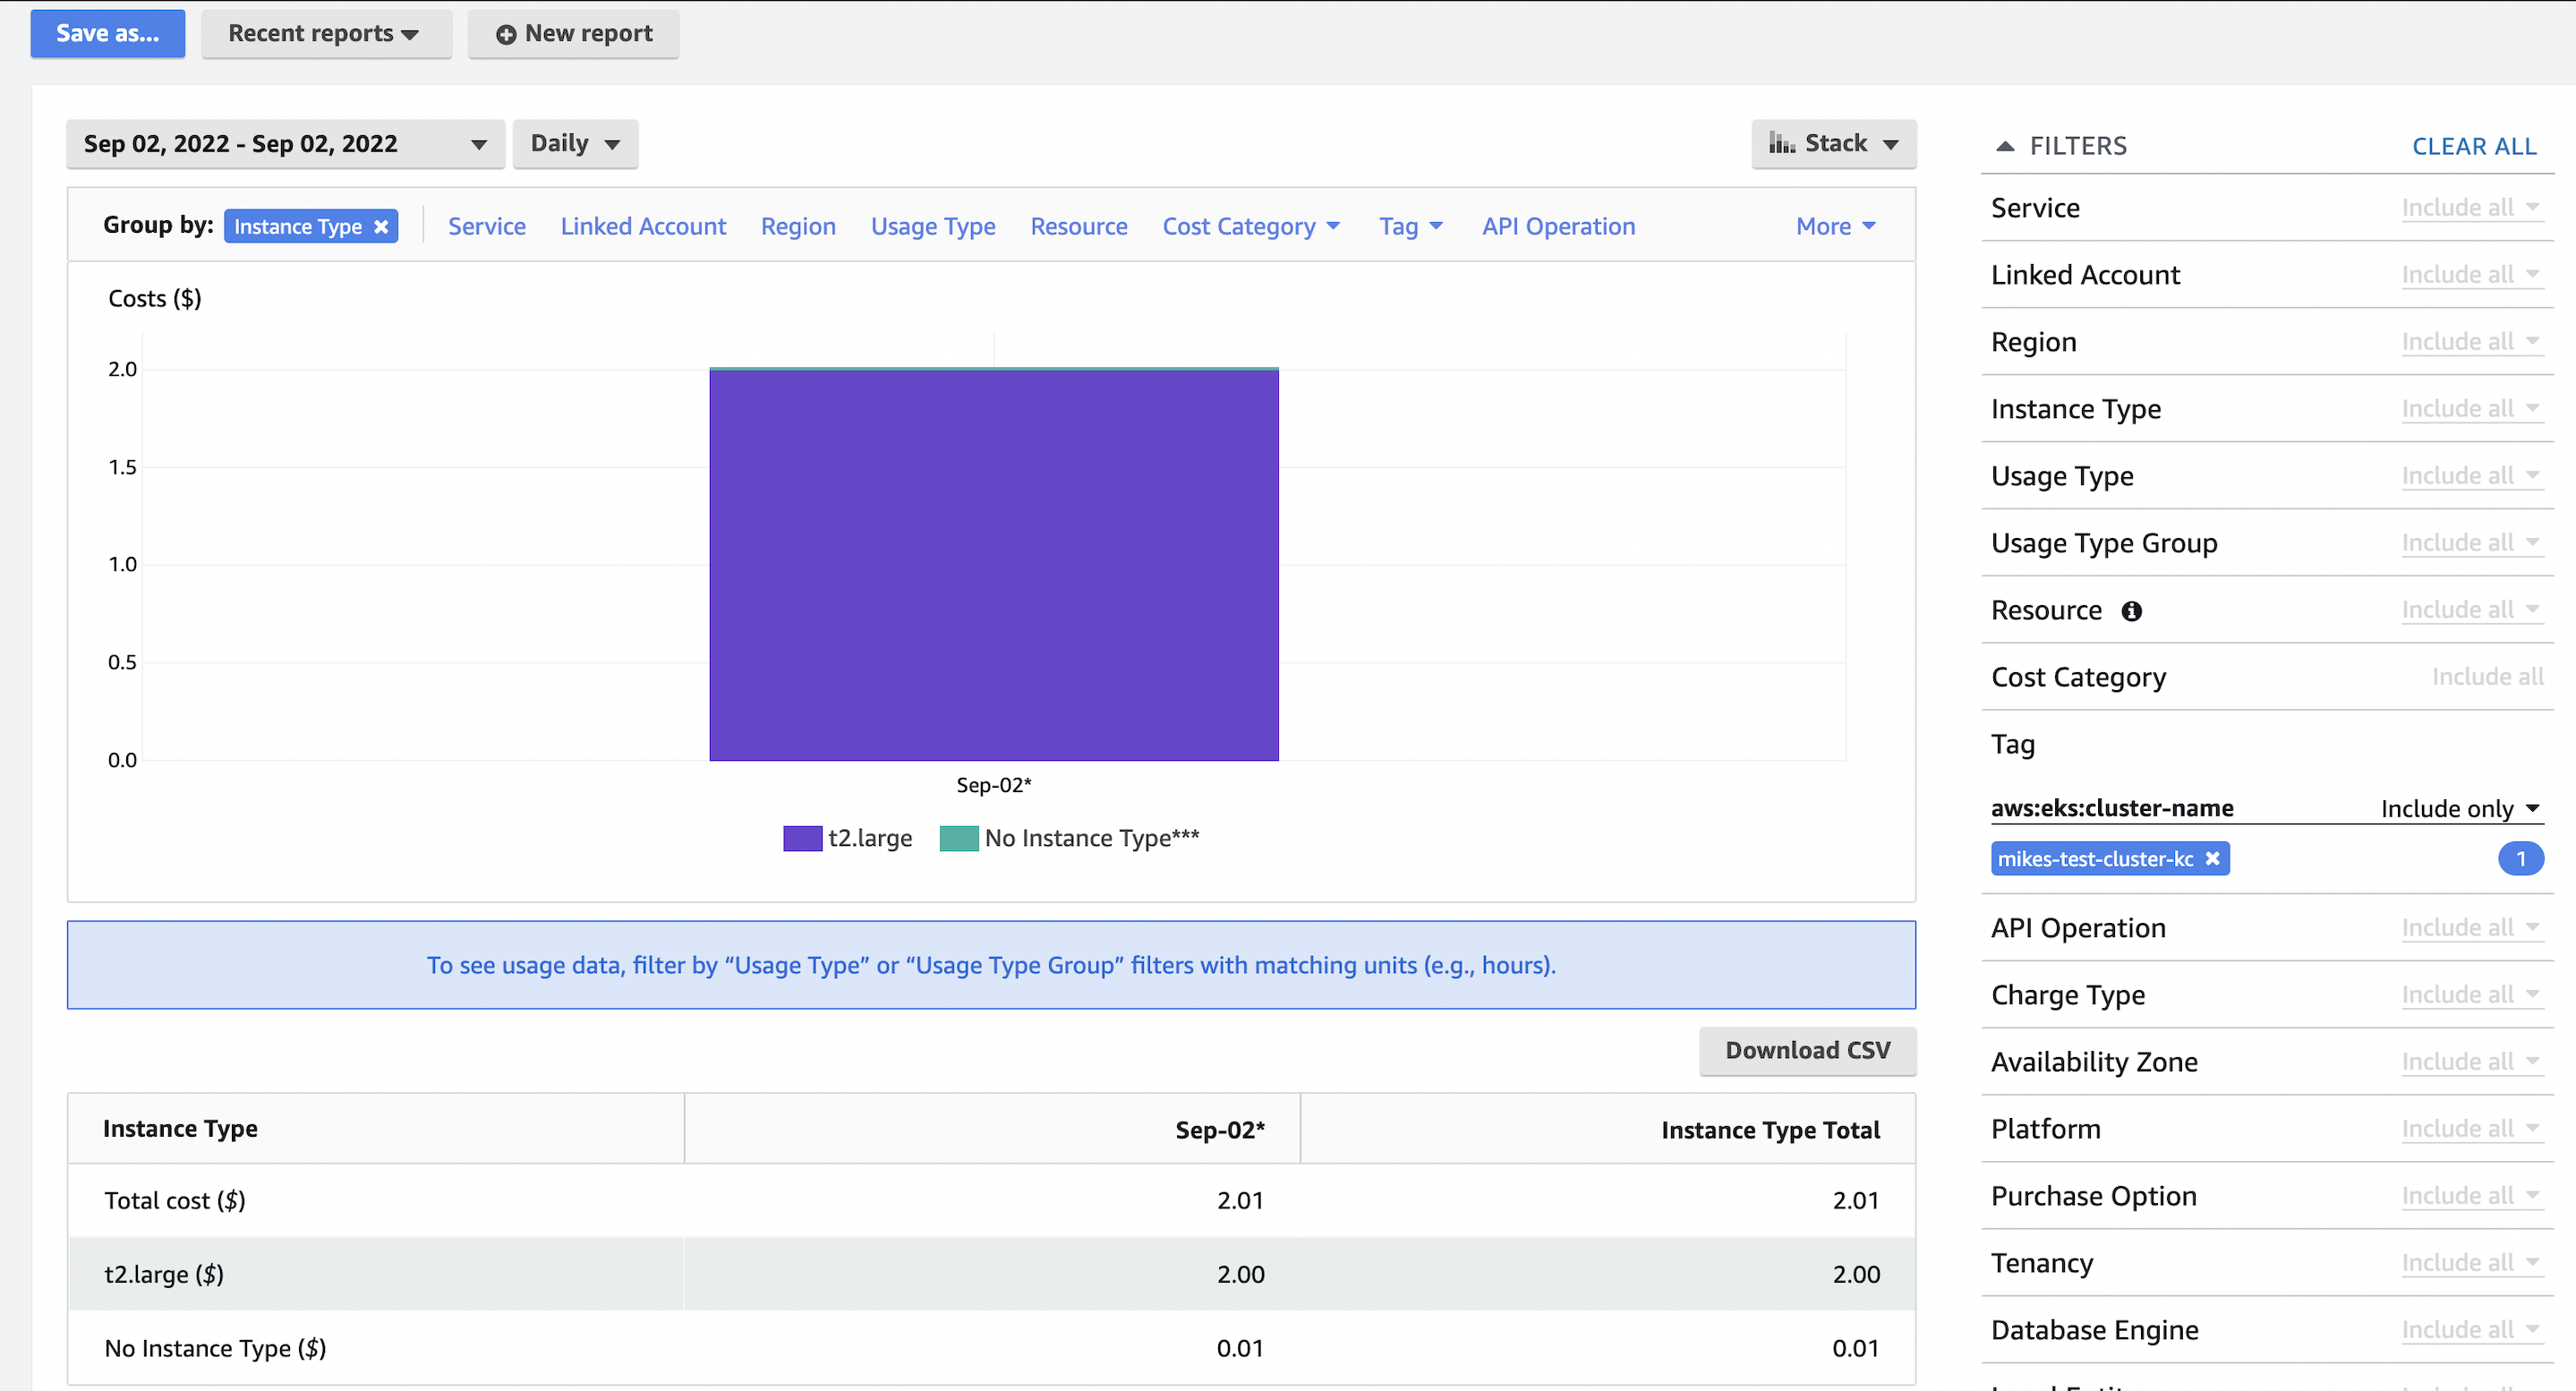 Save as...
Recent reports
New report
Sep 02, 2022 - Sep 02, 2022
Daily
Stack
Group by:
Instance Type
Service
Linked Account
Region
Usage Type
Resource
Cost Category
Tag
API Operation
More
Costs ($)
2.0
1.5
1.0
0.5
0.0
Sep-02*
t2.large
No Instance Type***
To see usage data, filter by “Usage Type” or “Usage Type Group” filters with matching units (e.g., hours).
Download CSV
Instance Type Sep-02* Instance Type Total
Total cost ($) 2.01 2.01
t2.large ($) 2.00 2.00
No Instance Type ($) 0.01 0.01
FILTERS CLEAR ALL
Service Include all
Linked Account Include all
Region Include all
Instance Type Include all
Usage Type Include all
Usage Type Group Include all
Resource Include all
Cost Category Include all
Tag
aws:eks:cluster-name Include only
mikes-test-cluster-kc 1
API Operation Include all
Charge Type Include all
Availability Zone Include all
Platform Include all
Purchase Option Include all
Tenancy Include all
Database Engine Include all